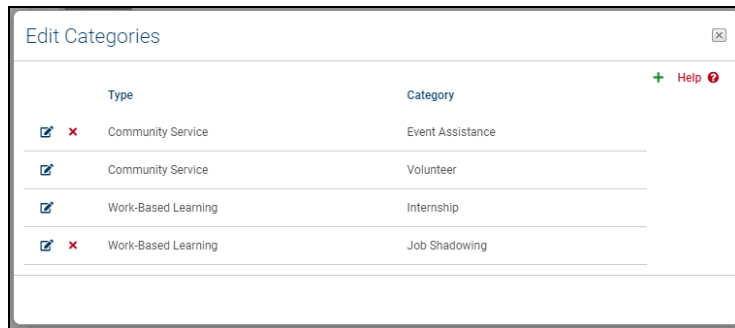 Edit Categories
+ Help
Type Category
Community Service Event Assistance
Community Service Volunteer
Work-Based Learning Internship
Work-Based Learning Job Shadowing